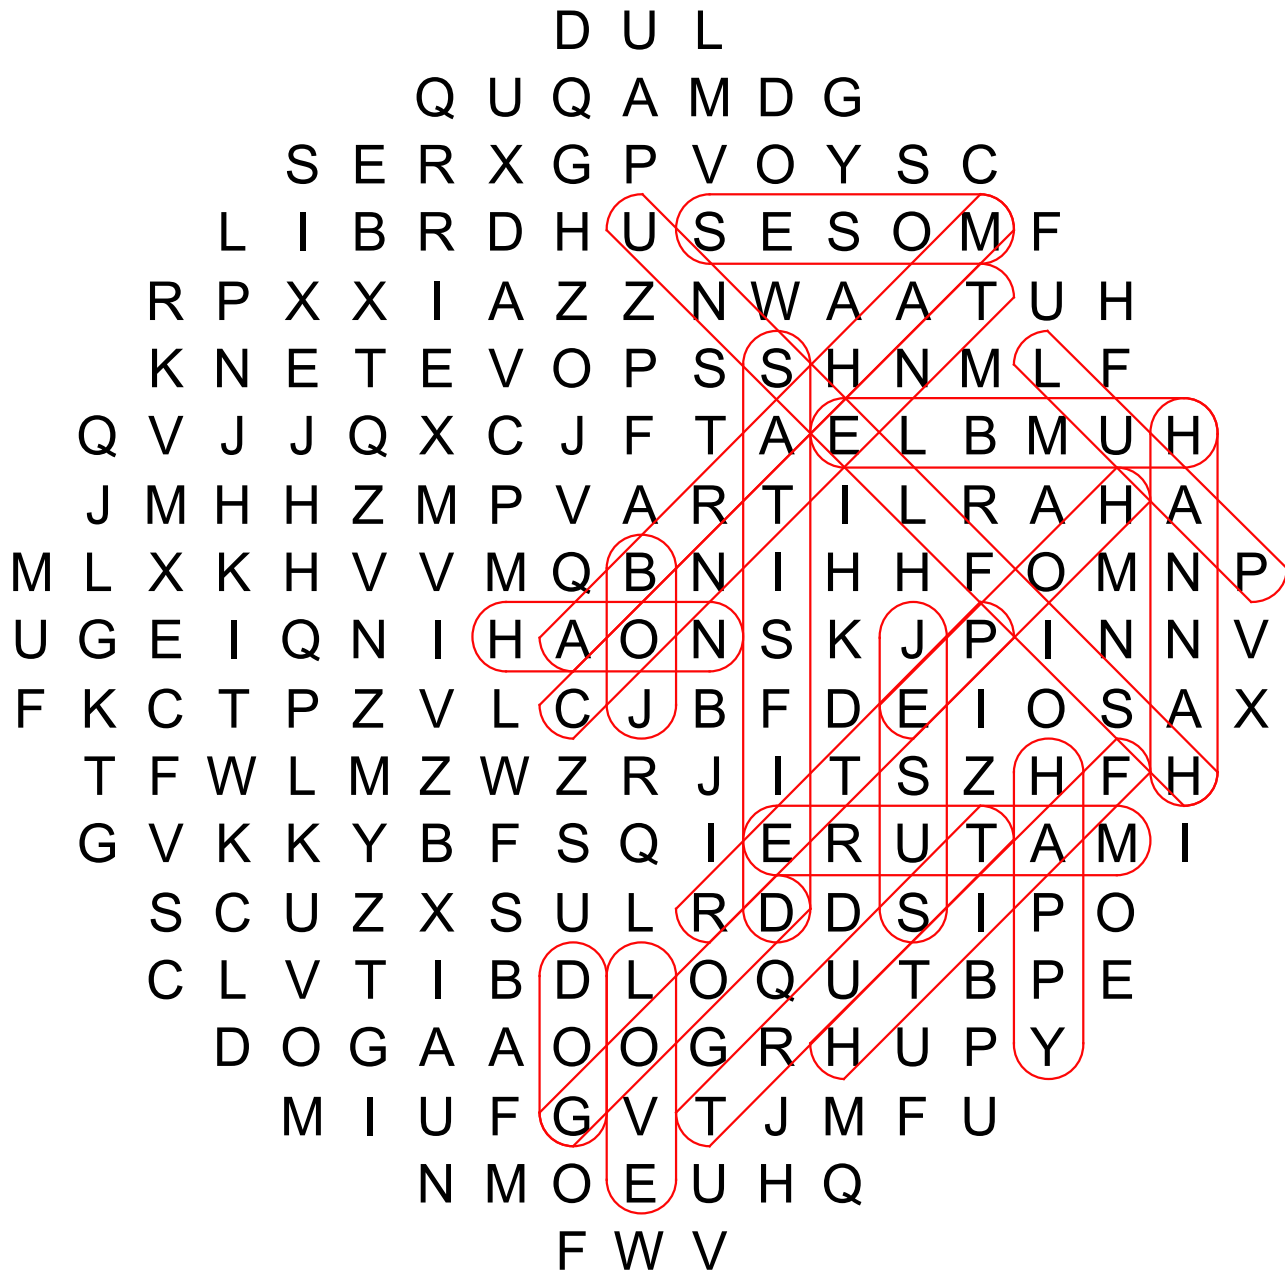 D U L
Q U Q A M D G
S E R X G P V O Y S C
L I B R D H U S E S O M F
R P X X I A Z Z N W A A T U H
K N E T E V O P S S H N M L F
Q V J J Q X C J F T A E L B M U H
J M H H Z M P V A R T I L R A H A
M L X K H V V M Q B N I H H F O M N P
U G E I Q N I H A O N S K J P I N N V
F K C T P Z V L C J B F D E I O S A X
T F W L M Z W Z R J I T S Z H F H
G V K K Y B F S Q I E R U T A M I
S C U Z X S U L R D D S I P O
C L V T I B D L O Q U T B P E
D O G A A O O G R H U P Y
M I U F G V T J M F U
N M O E U H Q
F W V